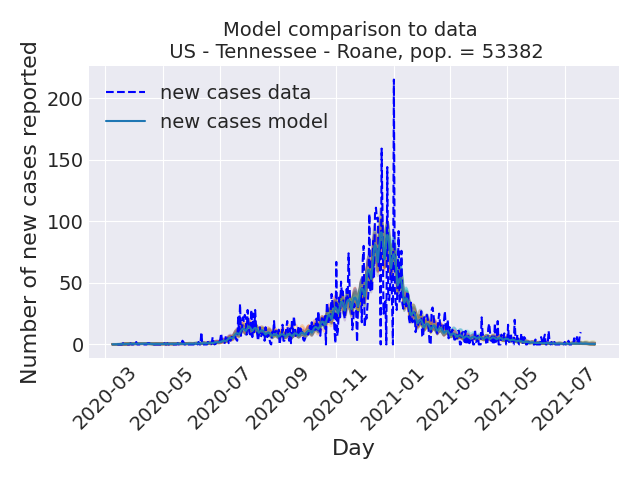 Model comparison to data
US - Tennessee - Roane, pop. = 53382
Number of new cases reported
200
150
100
50
0
new cases data
new cases model
2020-03
2020-05
2020-07
2020-09
2020-11
2021-01
2021-03
2021-05
2021-07
Day